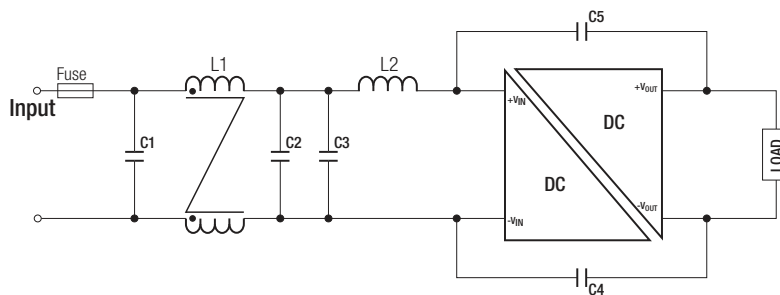 C5
L1
L2
Fuse
Input
+VIN
+VOUT
DC
C1
C2
C3
LOAD
DC
-VIN
-VOUT
C4